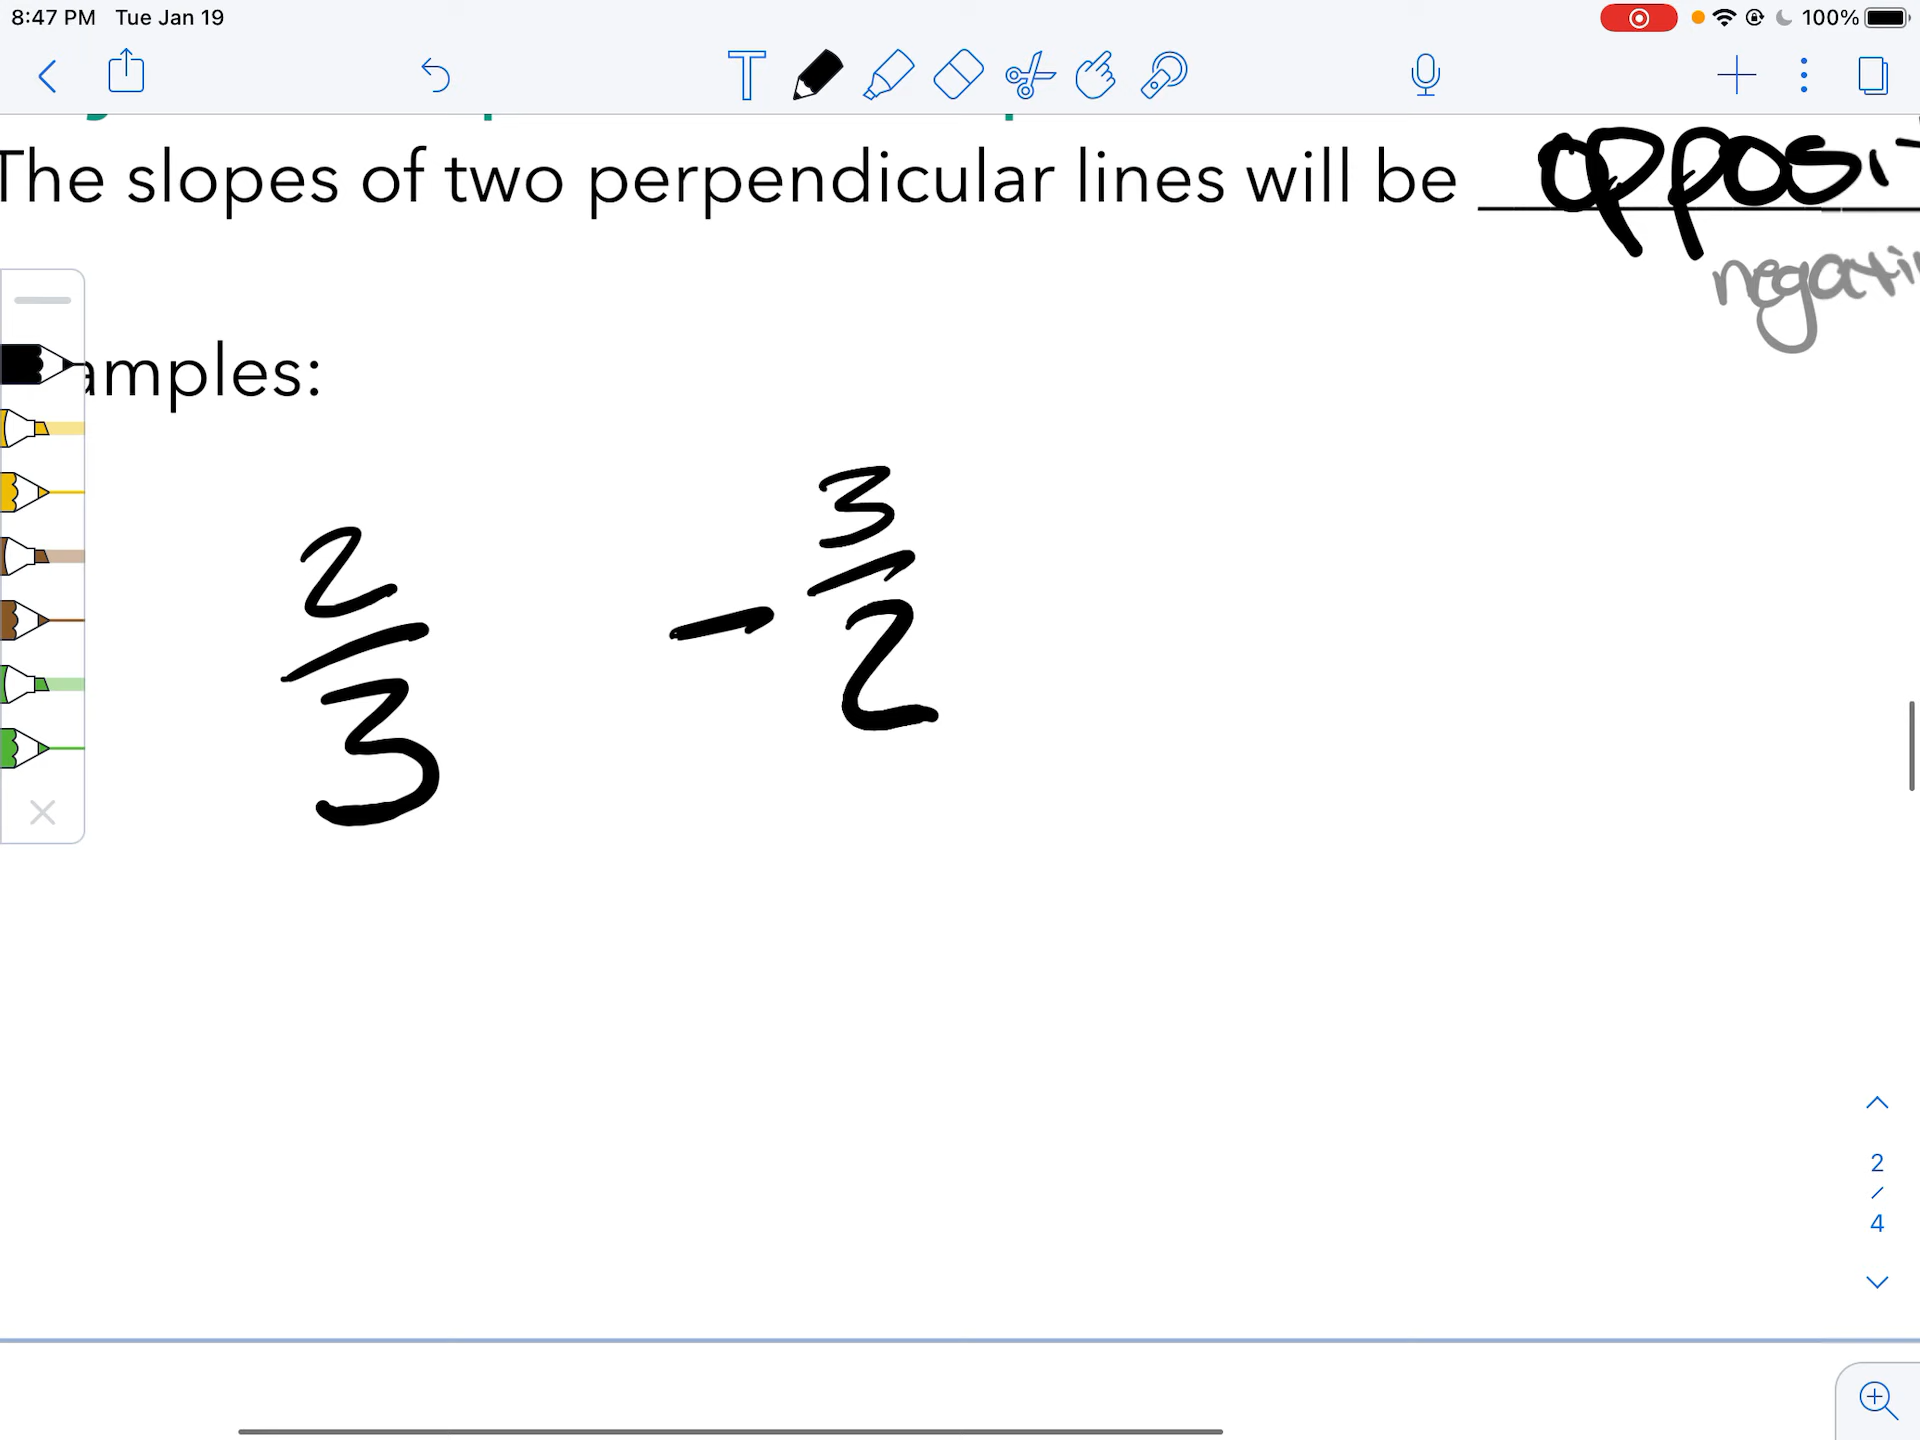 8:47 PM Tue Jan 19 100%
T
The slopes of two perpendicular lines will be opposi
negati
amples:
2/3 - 3/2
2
/
4